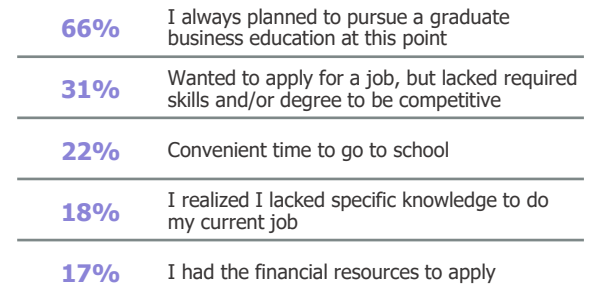 66% I always planned to pursue a graduate
business education at this point
31% Wanted to apply for a job, but lacked required
skills and/or degree to be competitive
22% Convenient time to go to school
18% I realized I lacked specific knowledge to do
my current job
17% I had the financial resources to apply